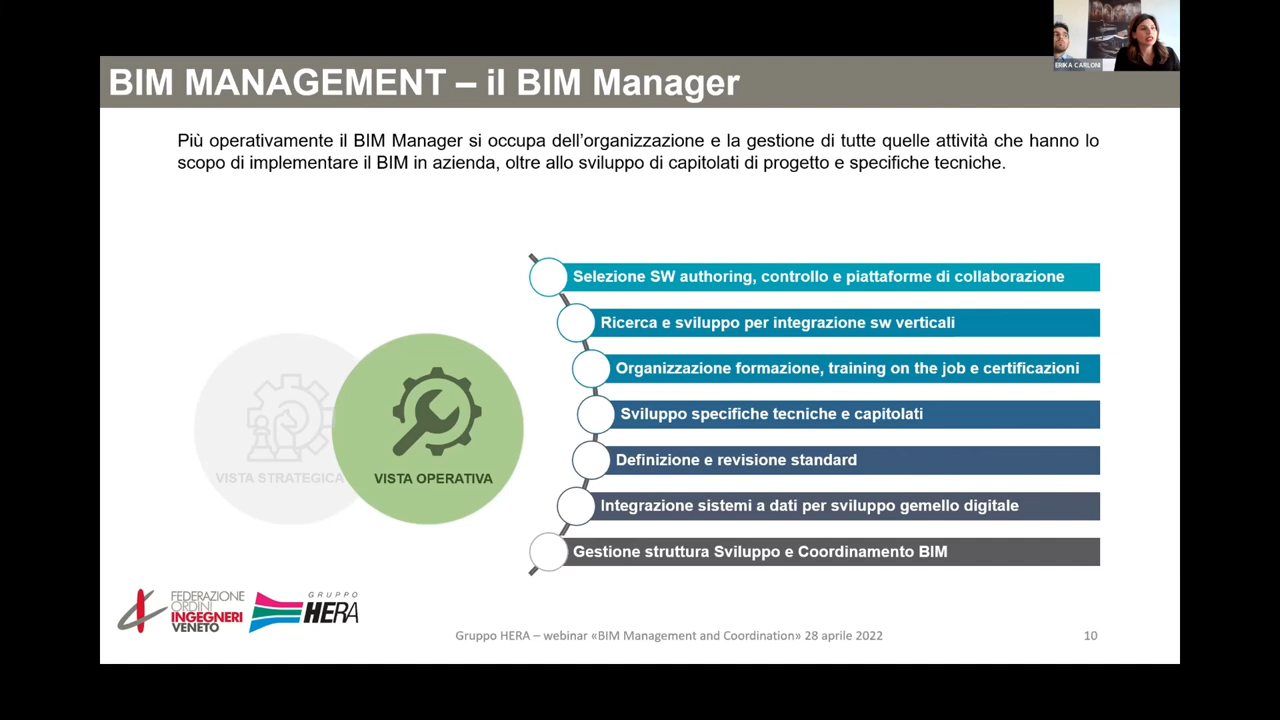 ERIKA CARLONI
BIM MANAGEMENT – il BIM Manager
Più operativamente il BIM Manager si occupa dell’organizzazione e la gestione di tutte quelle attività che hanno lo
scopo di implementare il BIM in azienda, oltre allo sviluppo di capitolati di progetto e specifiche tecniche.
Selezione SW authoring, controllo e piattaforme di collaborazione
Ricerca e sviluppo per integrazione sw verticali
Organizzazione formazione, training on the job e certificazioni
Sviluppo specifiche tecniche e capitolati
Definizione e revisione standard
Integrazione sistemi a dati per sviluppo gemello digitale
Gestione struttura Sviluppo e Coordinamento BIM
VISTA STRATEGICA
VISTA OPERATIVA
FEDERAZIONE
ORDINI
INGEGNERI
VENETO
GRUPPO
HERA
Gruppo HERA – webinar «BIM Management and Coordination» 28 aprile 2022
10